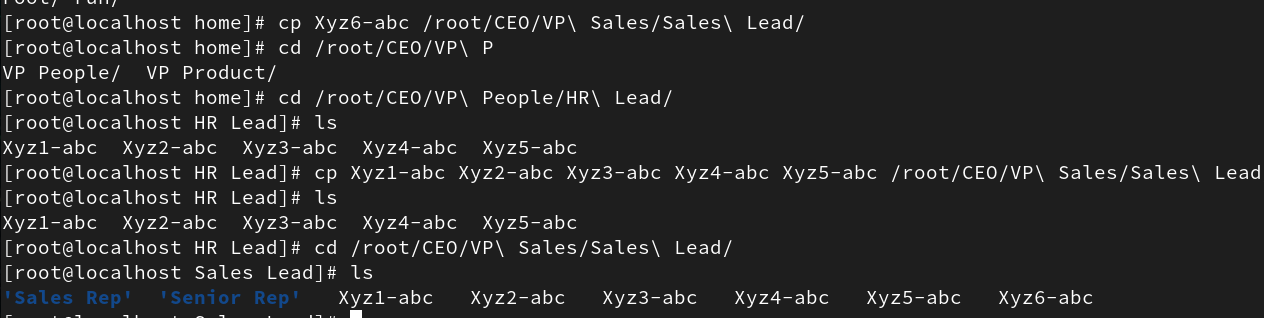 [root@localhost home]# cp Xyz6-abc /root/CEO/VP\ Sales/Sales\ Lead/
[root@localhost home]# cd /root/CEO/VP\ P
VP People/  VP Product/
[root@localhost home]# cd /root/CEO/VP\ People/HR\ Lead/
[root@localhost HR Lead]# ls
Xyz1-abc  Xyz2-abc  Xyz3-abc  Xyz4-abc  Xyz5-abc
[root@localhost HR Lead]# cp Xyz1-abc Xyz2-abc Xyz3-abc Xyz4-abc Xyz5-abc /root/CEO/VP\ Sales/Sales\ Lead
[root@localhost HR Lead]# ls
Xyz1-abc  Xyz2-abc  Xyz3-abc  Xyz4-abc  Xyz5-abc
[root@localhost HR Lead]# cd /root/CEO/VP\ Sales/Sales\ Lead/
[root@localhost Sales Lead]# ls
'Sales Rep'  'Senior Rep'   Xyz1-abc   Xyz2-abc   Xyz3-abc   Xyz4-abc   Xyz5-abc   Xyz6-abc